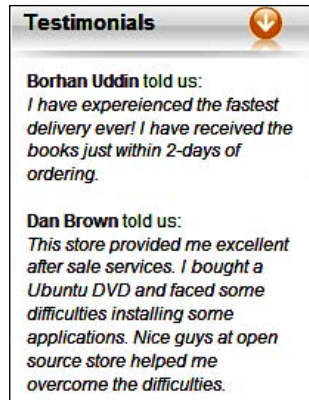 Testimonials
Borhan Uddin told us:
I have expereienced the fastest
delivery ever! I have received the
books just within 2-days of
ordering.
Dan Brown told us:
This store provided me excellent
after sale services. I bought a
Ubuntu DVD and faced some
difficulties installing some
applications. Nice guys at open
source store helped me
overcome the difficulties.